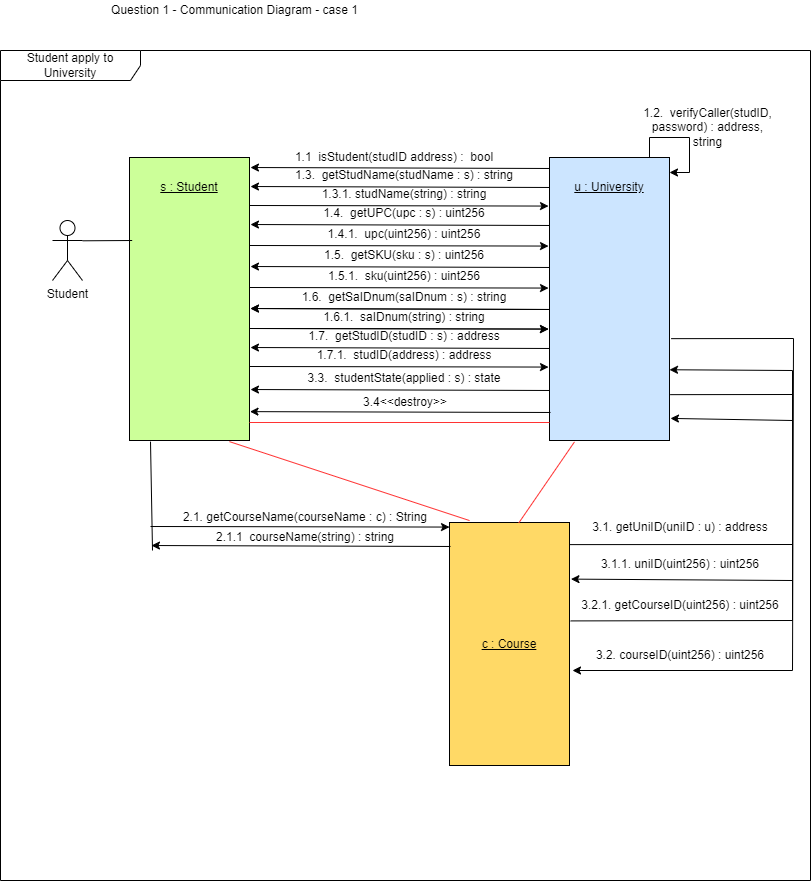 Question 1 - Communication Diagram - case 1
Student apply to
University
1.2.  verifyCaller(studID,
password) : address,
string
1.1  isStudent(studID address) :  bool
1.3.  getStudName(studName : s) : string
s : Student
u : University
1.3.1. studName(string) : string
1.4.  getUPC(upc : s) : uint256
1.4.1.  upc(uint256) : uint256
1.5.  getSKU(sku : s) : uint256
1.5.1.  sku(uint256) : uint256
Student
1.6.  getSalDnum(salDnum : s) : string
1.6.1.  salDnum(string) : string
1.7.  getStudID(studID : s) : address
1.7.1.  studID(address) : address
3.3.  studentState(applied : s) : state
3.4<<destroy>>
2.1. getCourseName(courseName : c) : String
2.1.1  courseName(string) : string
3.1. getUniID(uniID : u) : address
3.1.1. uniID(uint256) : uint256
3.2.1. getCourseID(uint256) : uint256
c : Course
3.2. courseID(uint256) : uint256